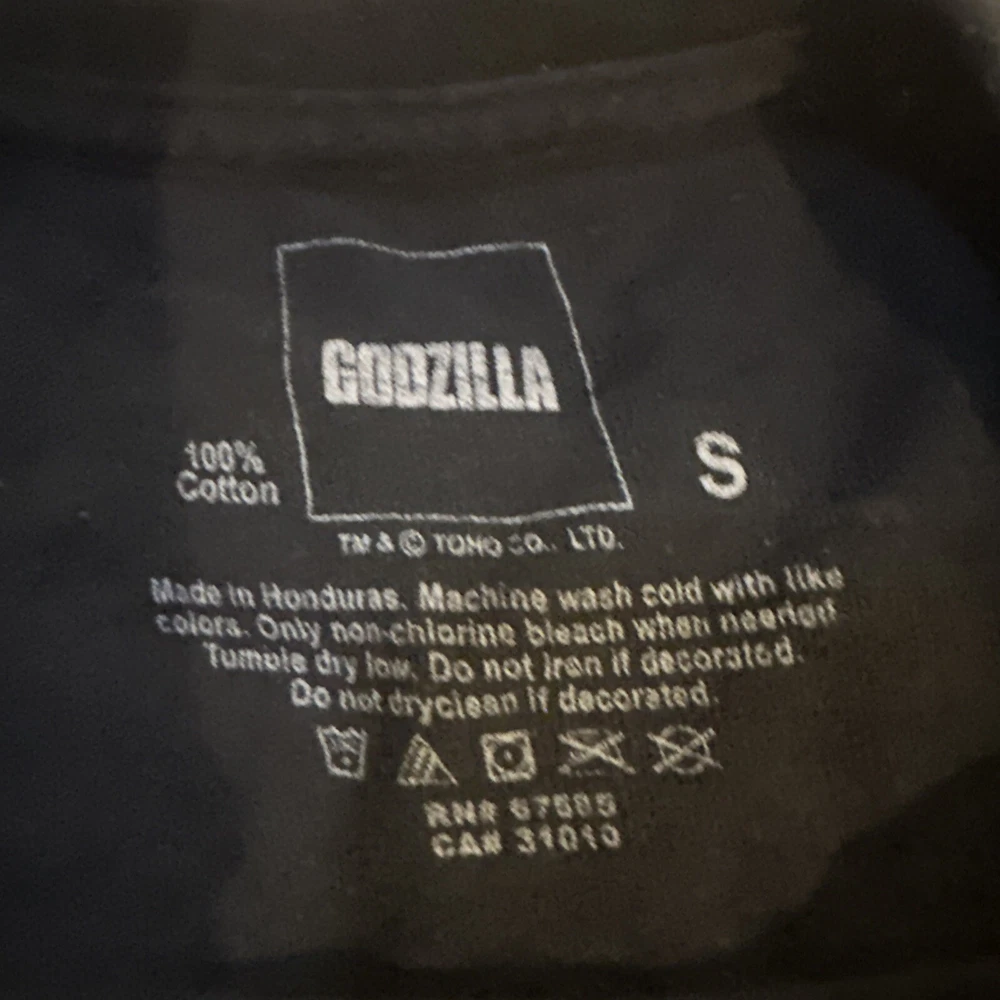 GODZILLA
100%
Cotton
S
TM & © TOHO CO., LTD.
Made in Honduras. Machine wash cold with like
colors. Only non-chlorine bleach when needed.
Tumble dry low. Do not iron if decorated.
Do not dryclean if decorated.
RN#
CA# 31010